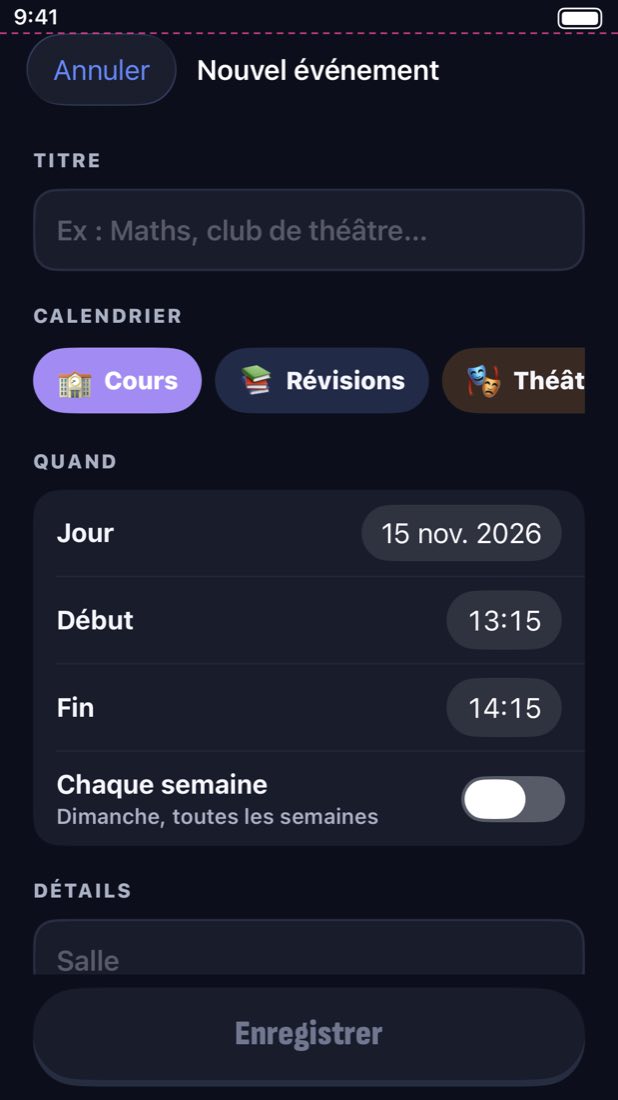 9:41
Annuler
Nouvel événement
TITRE
Ex : Maths, club de théâtre...
CALENDRIER
Cours
Révisions
Théât
QUAND
Jour
15 nov. 2026
Début
13:15
Fin
14:15
Chaque semaine
Dimanche, toutes les semaines
DÉTAILS
Salle
Enregistrer